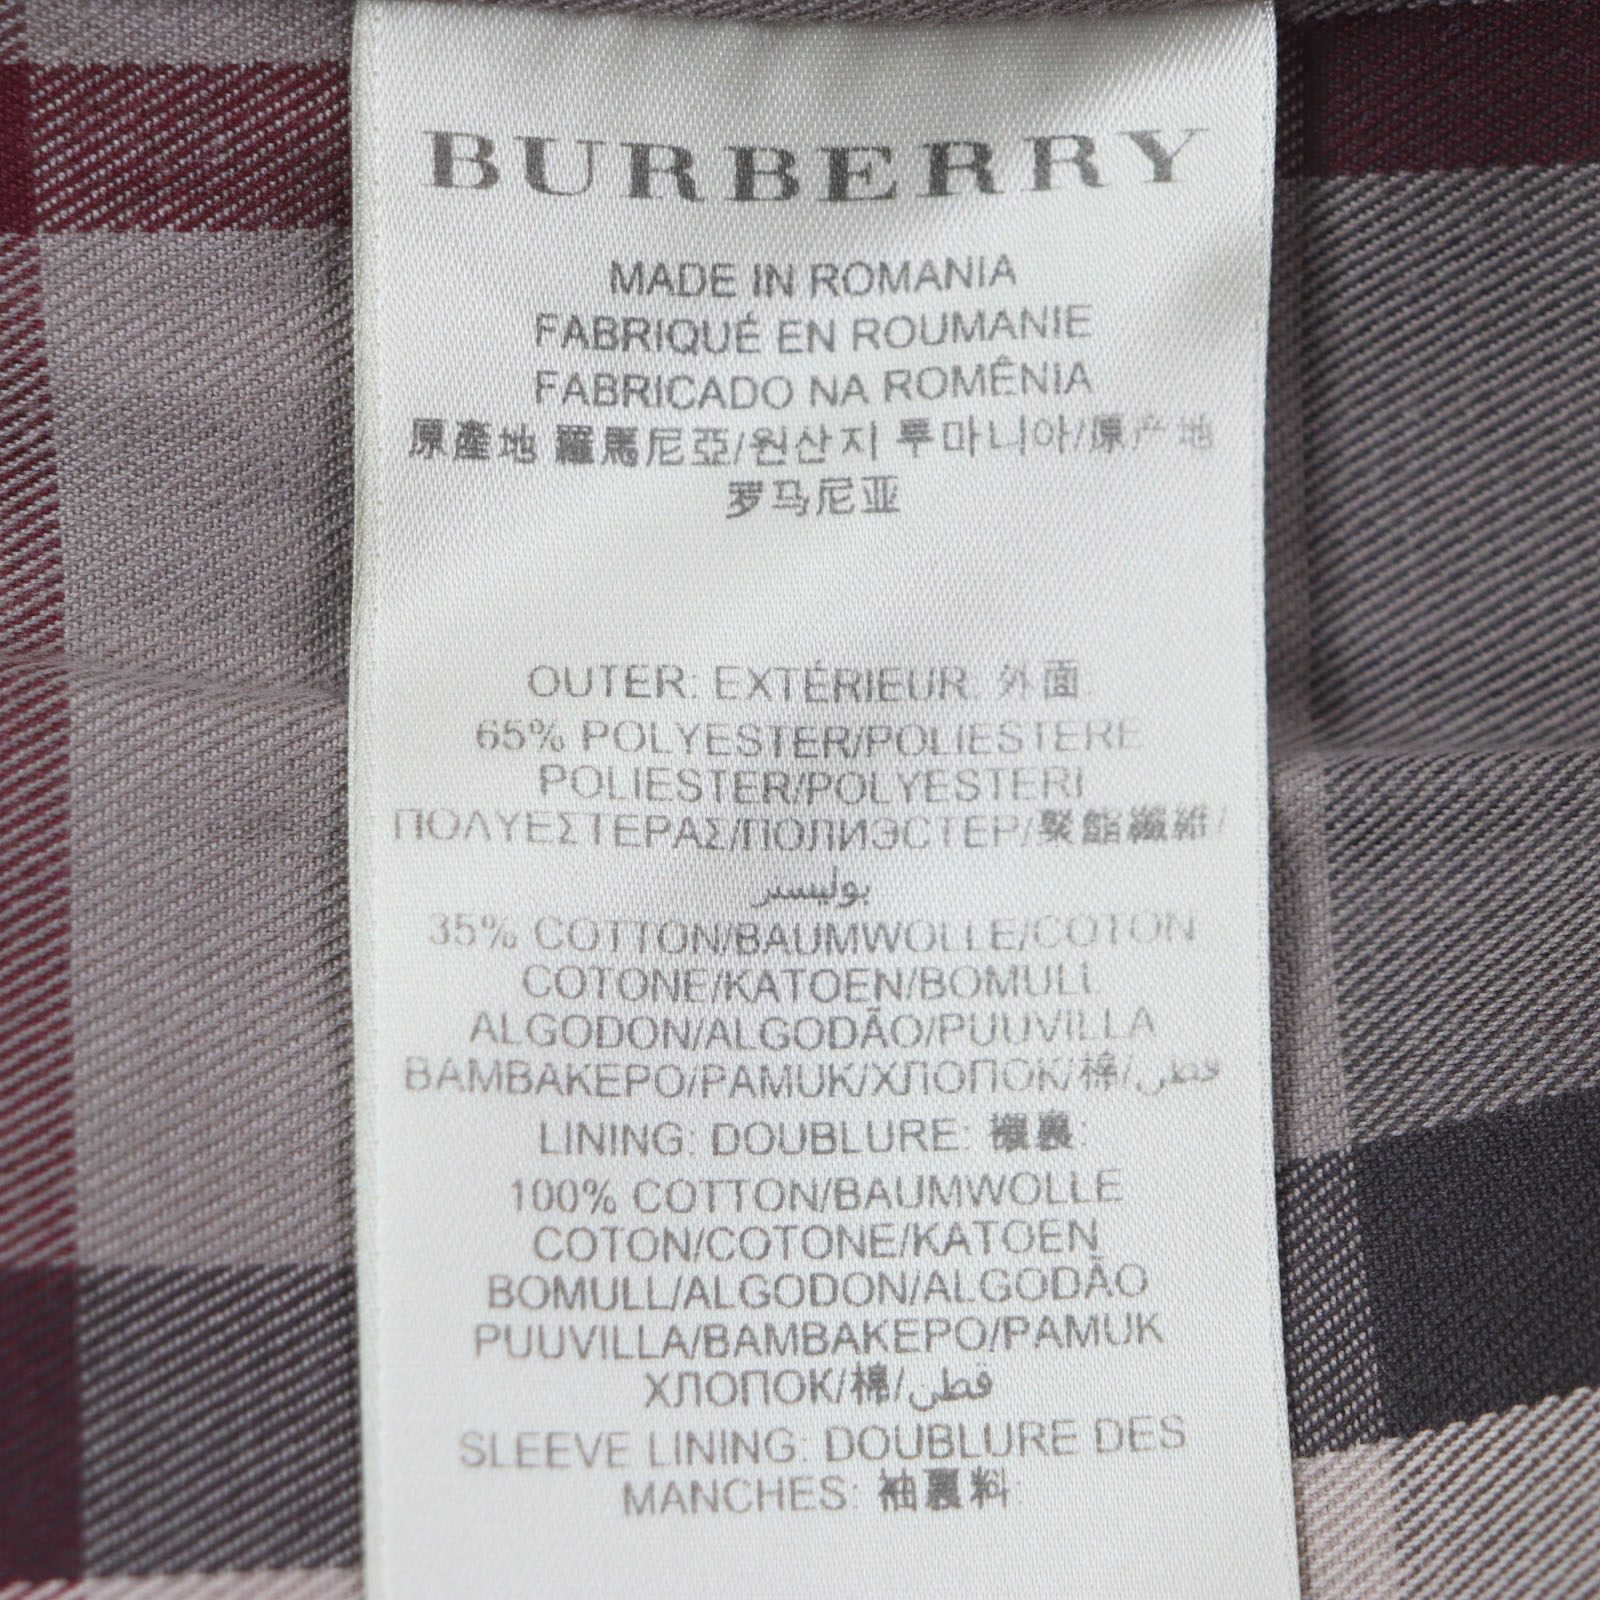 BURBERRY
MADE IN ROMANIA
FABRIQUÉ EN ROUMANIE
FABRICADO NA ROMÊNIA
原產地 羅馬尼亞/원산지 루마니아/原产地
罗马尼亚
OUTER: EXTÉRIEUR: 外面:
65% POLYESTER/POLIESTERE
POLIESTER/POLYESTERI
ΠΟΛΥΕΣΤΕΡΑΣ/ПОЛИЭСТЕР/聚酯纖維/
بوليستر
35% COTTON/BAUMWOLLE/COTON
COTONE/KATOEN/BOMULL
ALGODON/ALGODÃO/PUUVILLA
ΒΑΜΒΑΚΕΡΟ/PAMUK/ХЛОПОК/棉/قطن
LINING: DOUBLURE: 襯裏:
100% COTTON/BAUMWOLLE
COTON/COTONE/KATOEN
BOMULL/ALGODON/ALGODÃO
PUUVILLA/ΒΑΜΒΑΚΕΡΟ/PAMUK
ХЛОПОК/棉/قطن
SLEEVE LINING: DOUBLURE DES
MANCHES: 袖裏料: